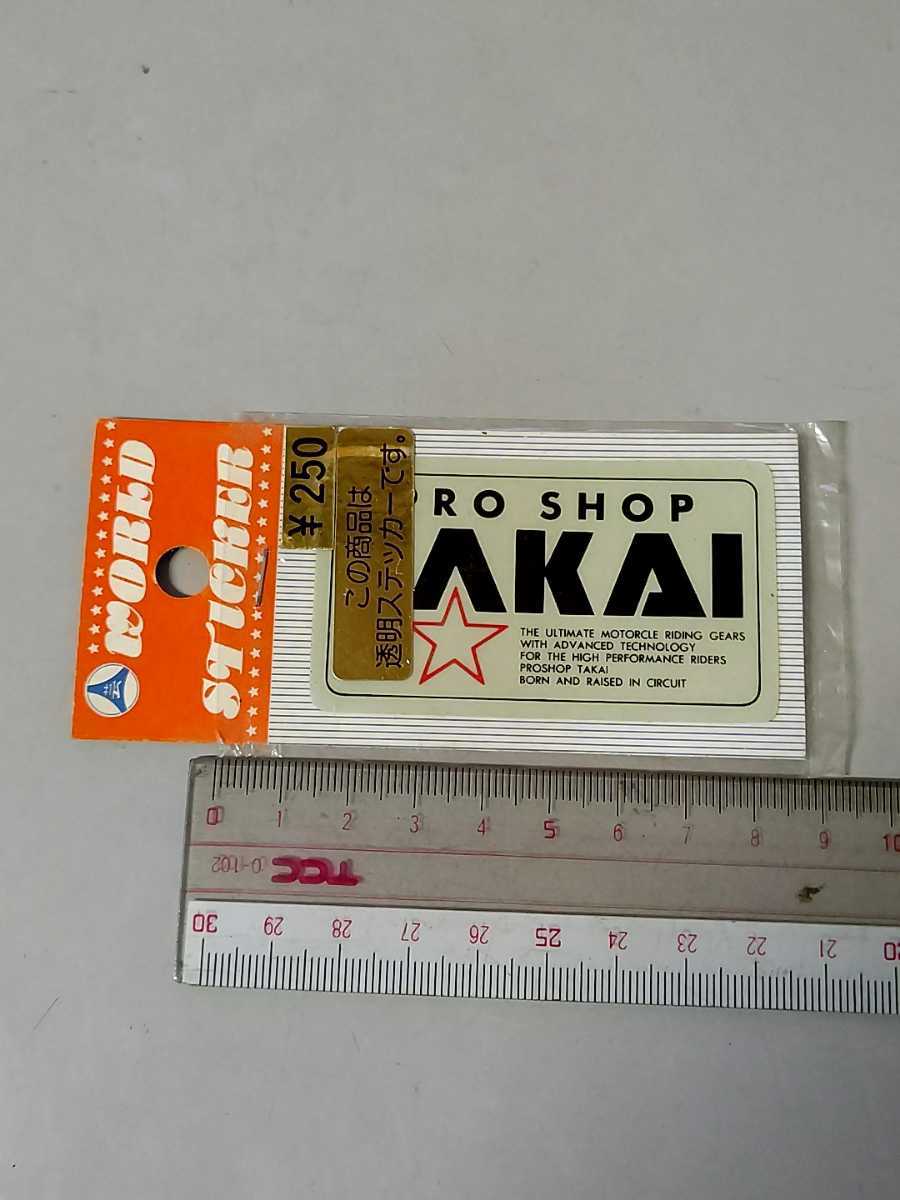 WORLD
STICKER
¥250
この商品は
透明ステッカーです。
RO SHOP
AKAI
THE ULTIMATE MOTORCLE RIDING GEARS
WITH ADVANCED TECHNOLOGY
FOR THE HIGH PERFORMANCE RIDERS
PROSHOP TAKAI
BORN AND RAISED IN CIRCUIT
0 1 2 3 4 5 6 7 8 9 10
0-102 TCC
30 29 28 27 26 25 24 23 22 21 20